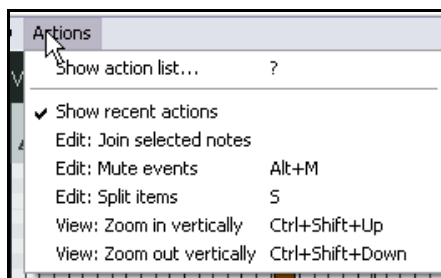 Actions
Show action list... ?
Show recent actions
Edit: Join selected notes
Edit: Mute events Alt+M
Edit: Split items S
View: Zoom in vertically Ctrl+Shift+Up
View: Zoom out vertically Ctrl+Shift+Down